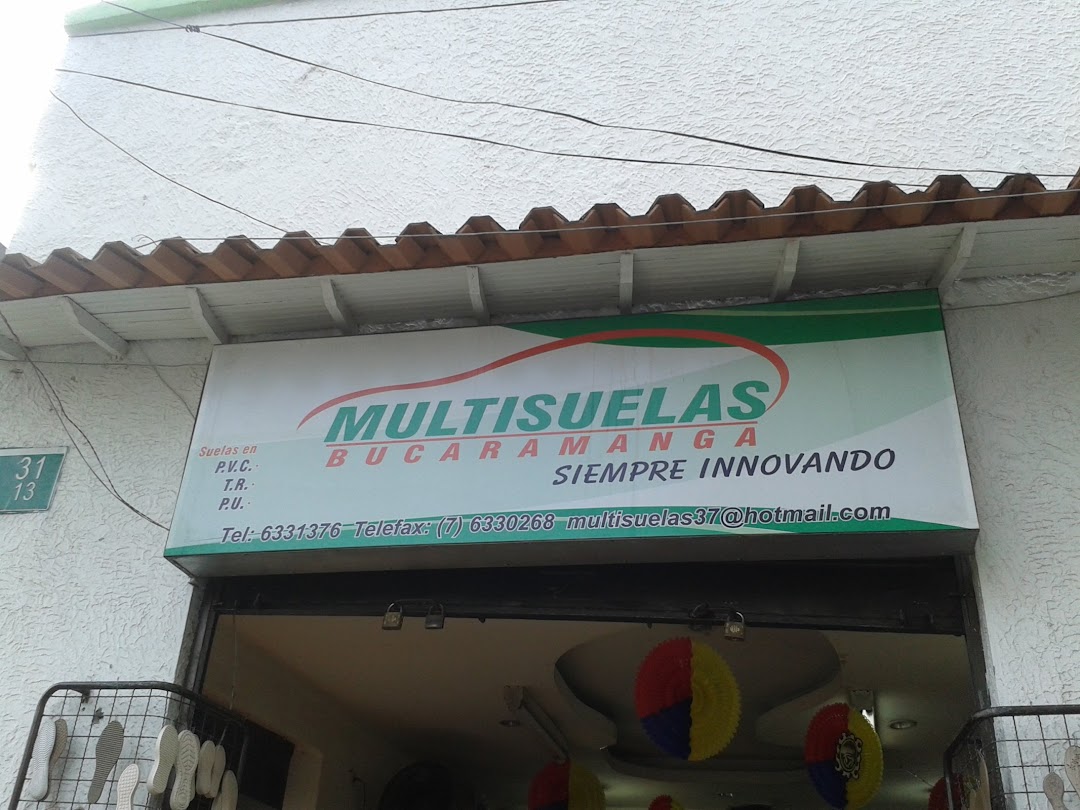 MULTISUELAS
BUCARAMANGA
SIEMPRE INNOVANDO
Suelas en
P.V.C.
T.R.
P.U.
Tel: 6331376 Telefax: (7) 6330268 multisuelas37@hotmail.com
31
13